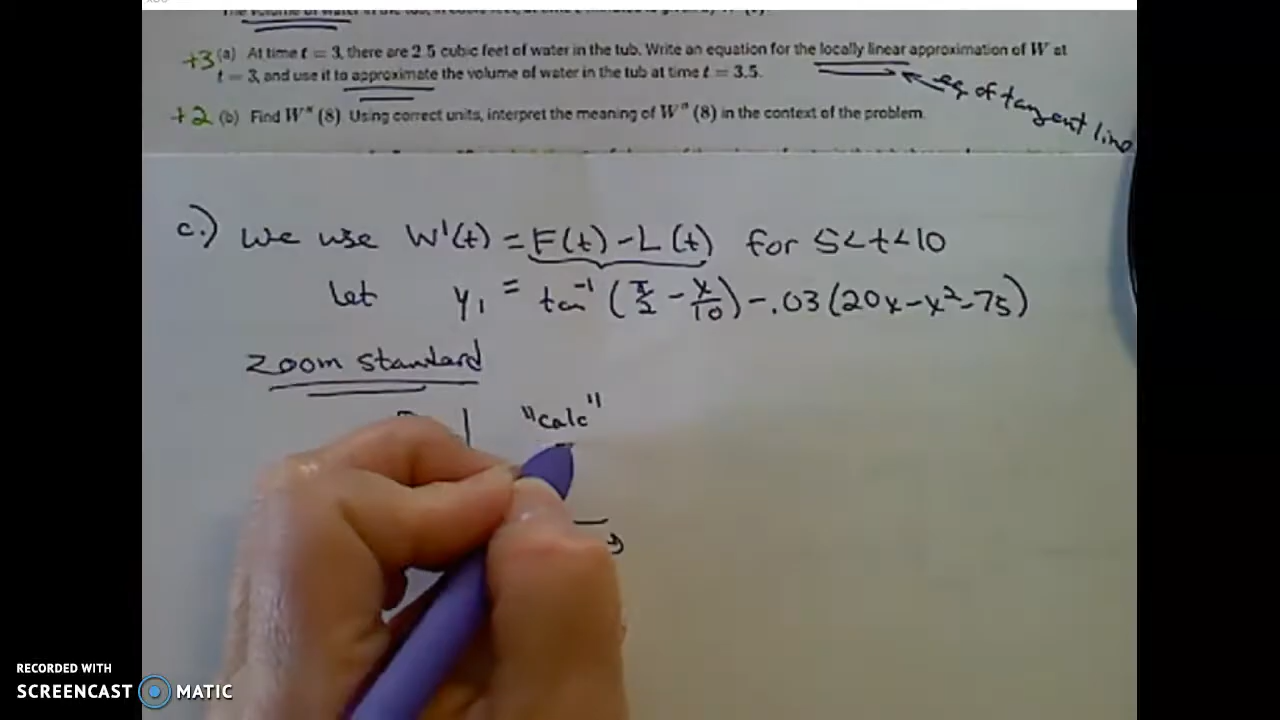 +3 (a) At time t = 3, there are 2.5 cubic feet of water in the tub. Write an equation for the locally linear approximation of W at
t = 3, and use it to approximate the volume of water in the tub at time t = 3.5.
eq of tangent line
+2 (b) Find W" (8) Using correct units, interpret the meaning of W" (8) in the context of the problem.
c.) We use W'(t) = F(t) - L(t) for 5<t<10
Let y₁ = tan⁻¹ (π/2 - x/10) - .03 (20x - x² - 75)
Zoom standard
"calc"
RECORDED WITH
SCREENCAST MATIC